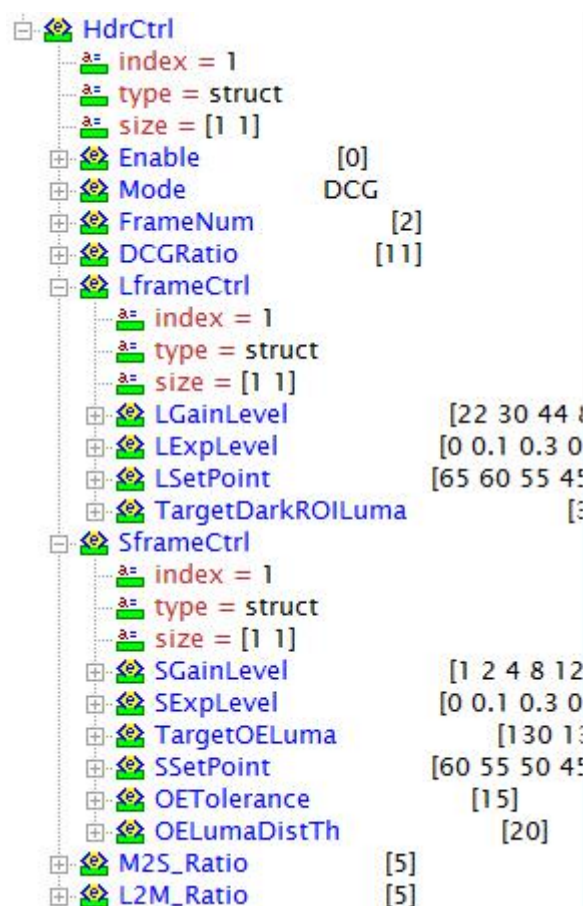 HdrCtrl
index = 1
type = struct
size = [1 1]
Enable [0]
Mode DCG
FrameNum [2]
DCGRatio [11]
LframeCtrl
index = 1
type = struct
size = [1 1]
LGainLevel [22 30 44 8
LExpLevel [0 0.1 0.3 0
LSetPoint [65 60 55 45
TargetDarkROILuma [3
SframeCtrl
index = 1
type = struct
size = [1 1]
SGainLevel [1 2 4 8 12
SExpLevel [0 0.1 0.3 0
TargetOELuma [130 13
SSetPoint [60 55 50 45
OETolerance [15]
OELumaDistTh [20]
M2S_Ratio [5]
L2M_Ratio [5]